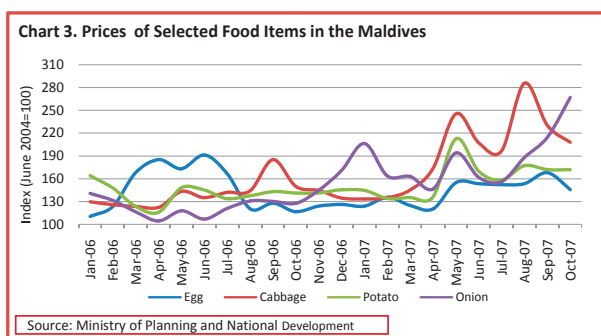 Chart 3. Prices of Selected Food Items in the Maldives
Index (June 2004=100)
310
280
250
220
190
160
130
100
Jan-06 Feb-06 Mar-06 Apr-06 May-06 Jun-06 Jul-06 Aug-06 Sep-06 Oct-06 Nov-06 Dec-06 Jan-07 Feb-07 Mar-07 Apr-07 May-07 Jun-07 Jul-07 Aug-07 Sep-07 Oct-07
Egg Cabbage Potato Onion
Source: Ministry of Planning and National Development